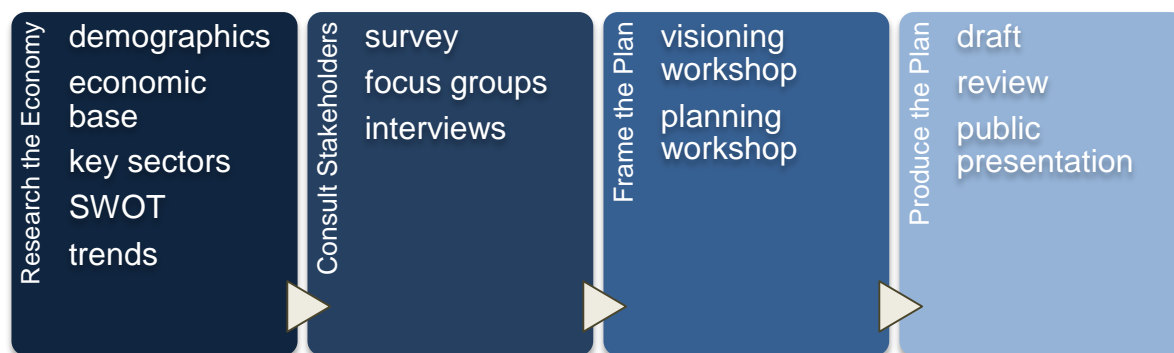 Research the Economy
demographics
economic
base
key sectors
SWOT
trends
Consult Stakeholders
survey
focus groups
interviews
Frame the Plan
visioning
workshop
planning
workshop
Produce the Plan
draft
review
public
presentation